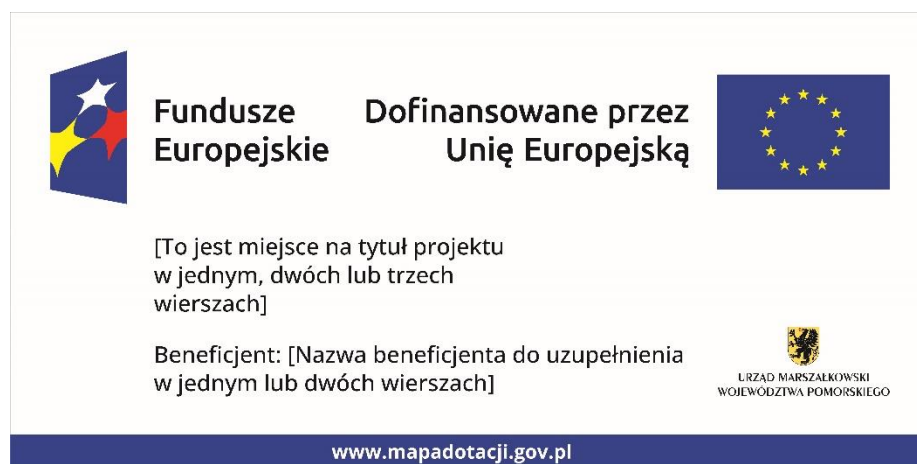 Fundusze
Europejskie
Dofinansowane przez
Unię Europejską
[To jest miejsce na tytuł projektu
w jednym, dwóch lub trzech
wierszach]
Beneficjent: [Nazwa beneficjenta do uzupełnienia
w jednym lub dwóch wierszach]
URZĄD MARSZAŁKOWSKI
WOJEWÓDZTWA POMORSKIEGO
www.mapadotacji.gov.pl